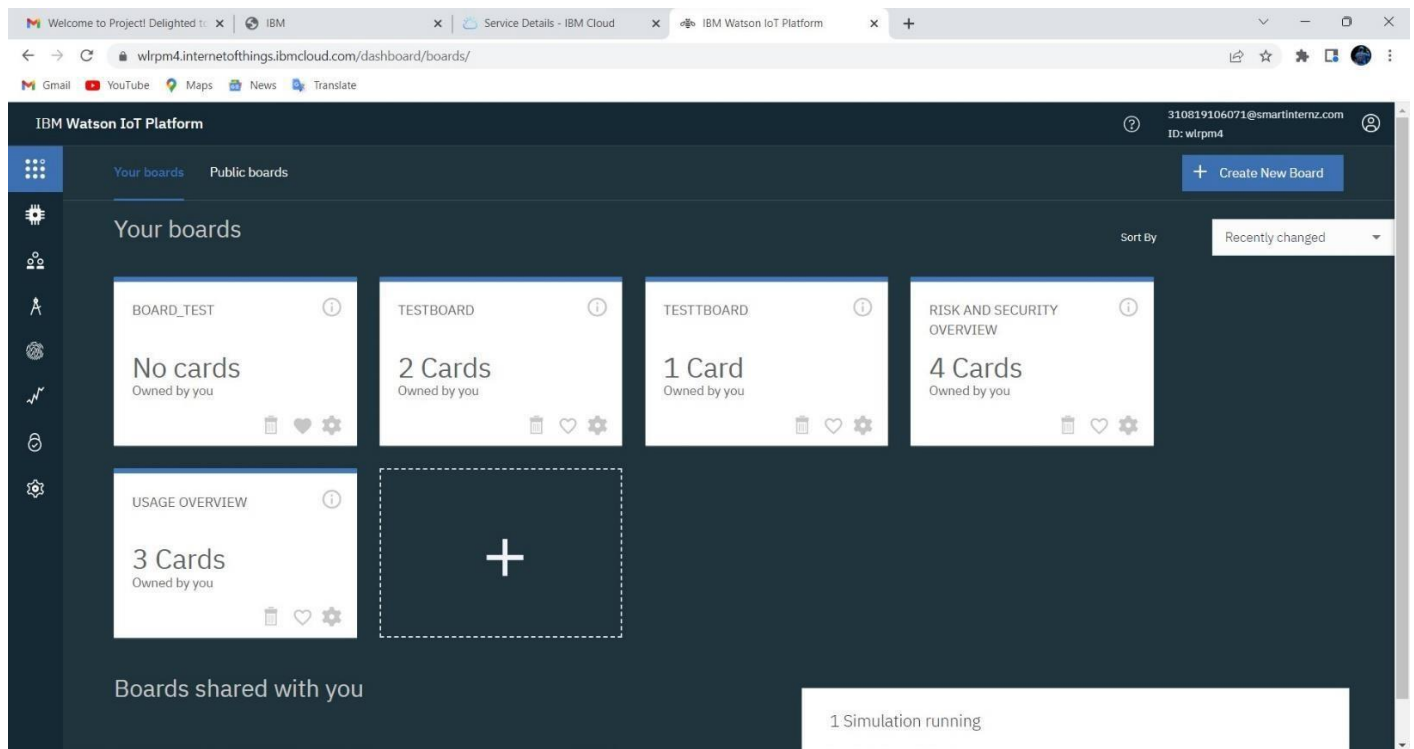 Welcome to Project! Delighted to
IBM
Service Details - IBM Cloud
IBM Watson IoT Platform
wlrpm4.internetofthings.ibmcloud.com/dashboard/boards/
Gmail
YouTube
Maps
News
Translate
IBM Watson IoT Platform
310819106071@smartinternz.com
ID: wlrpm4
Your boards
Public boards
+ Create New Board
Your boards
Sort By
Recently changed
BOARD_TEST
No cards
Owned by you
TESTBOARD
2 Cards
Owned by you
TESTTBOARD
1 Card
Owned by you
RISK AND SECURITY
OVERVIEW
4 Cards
Owned by you
USAGE OVERVIEW
3 Cards
Owned by you
Boards shared with you
1 Simulation running